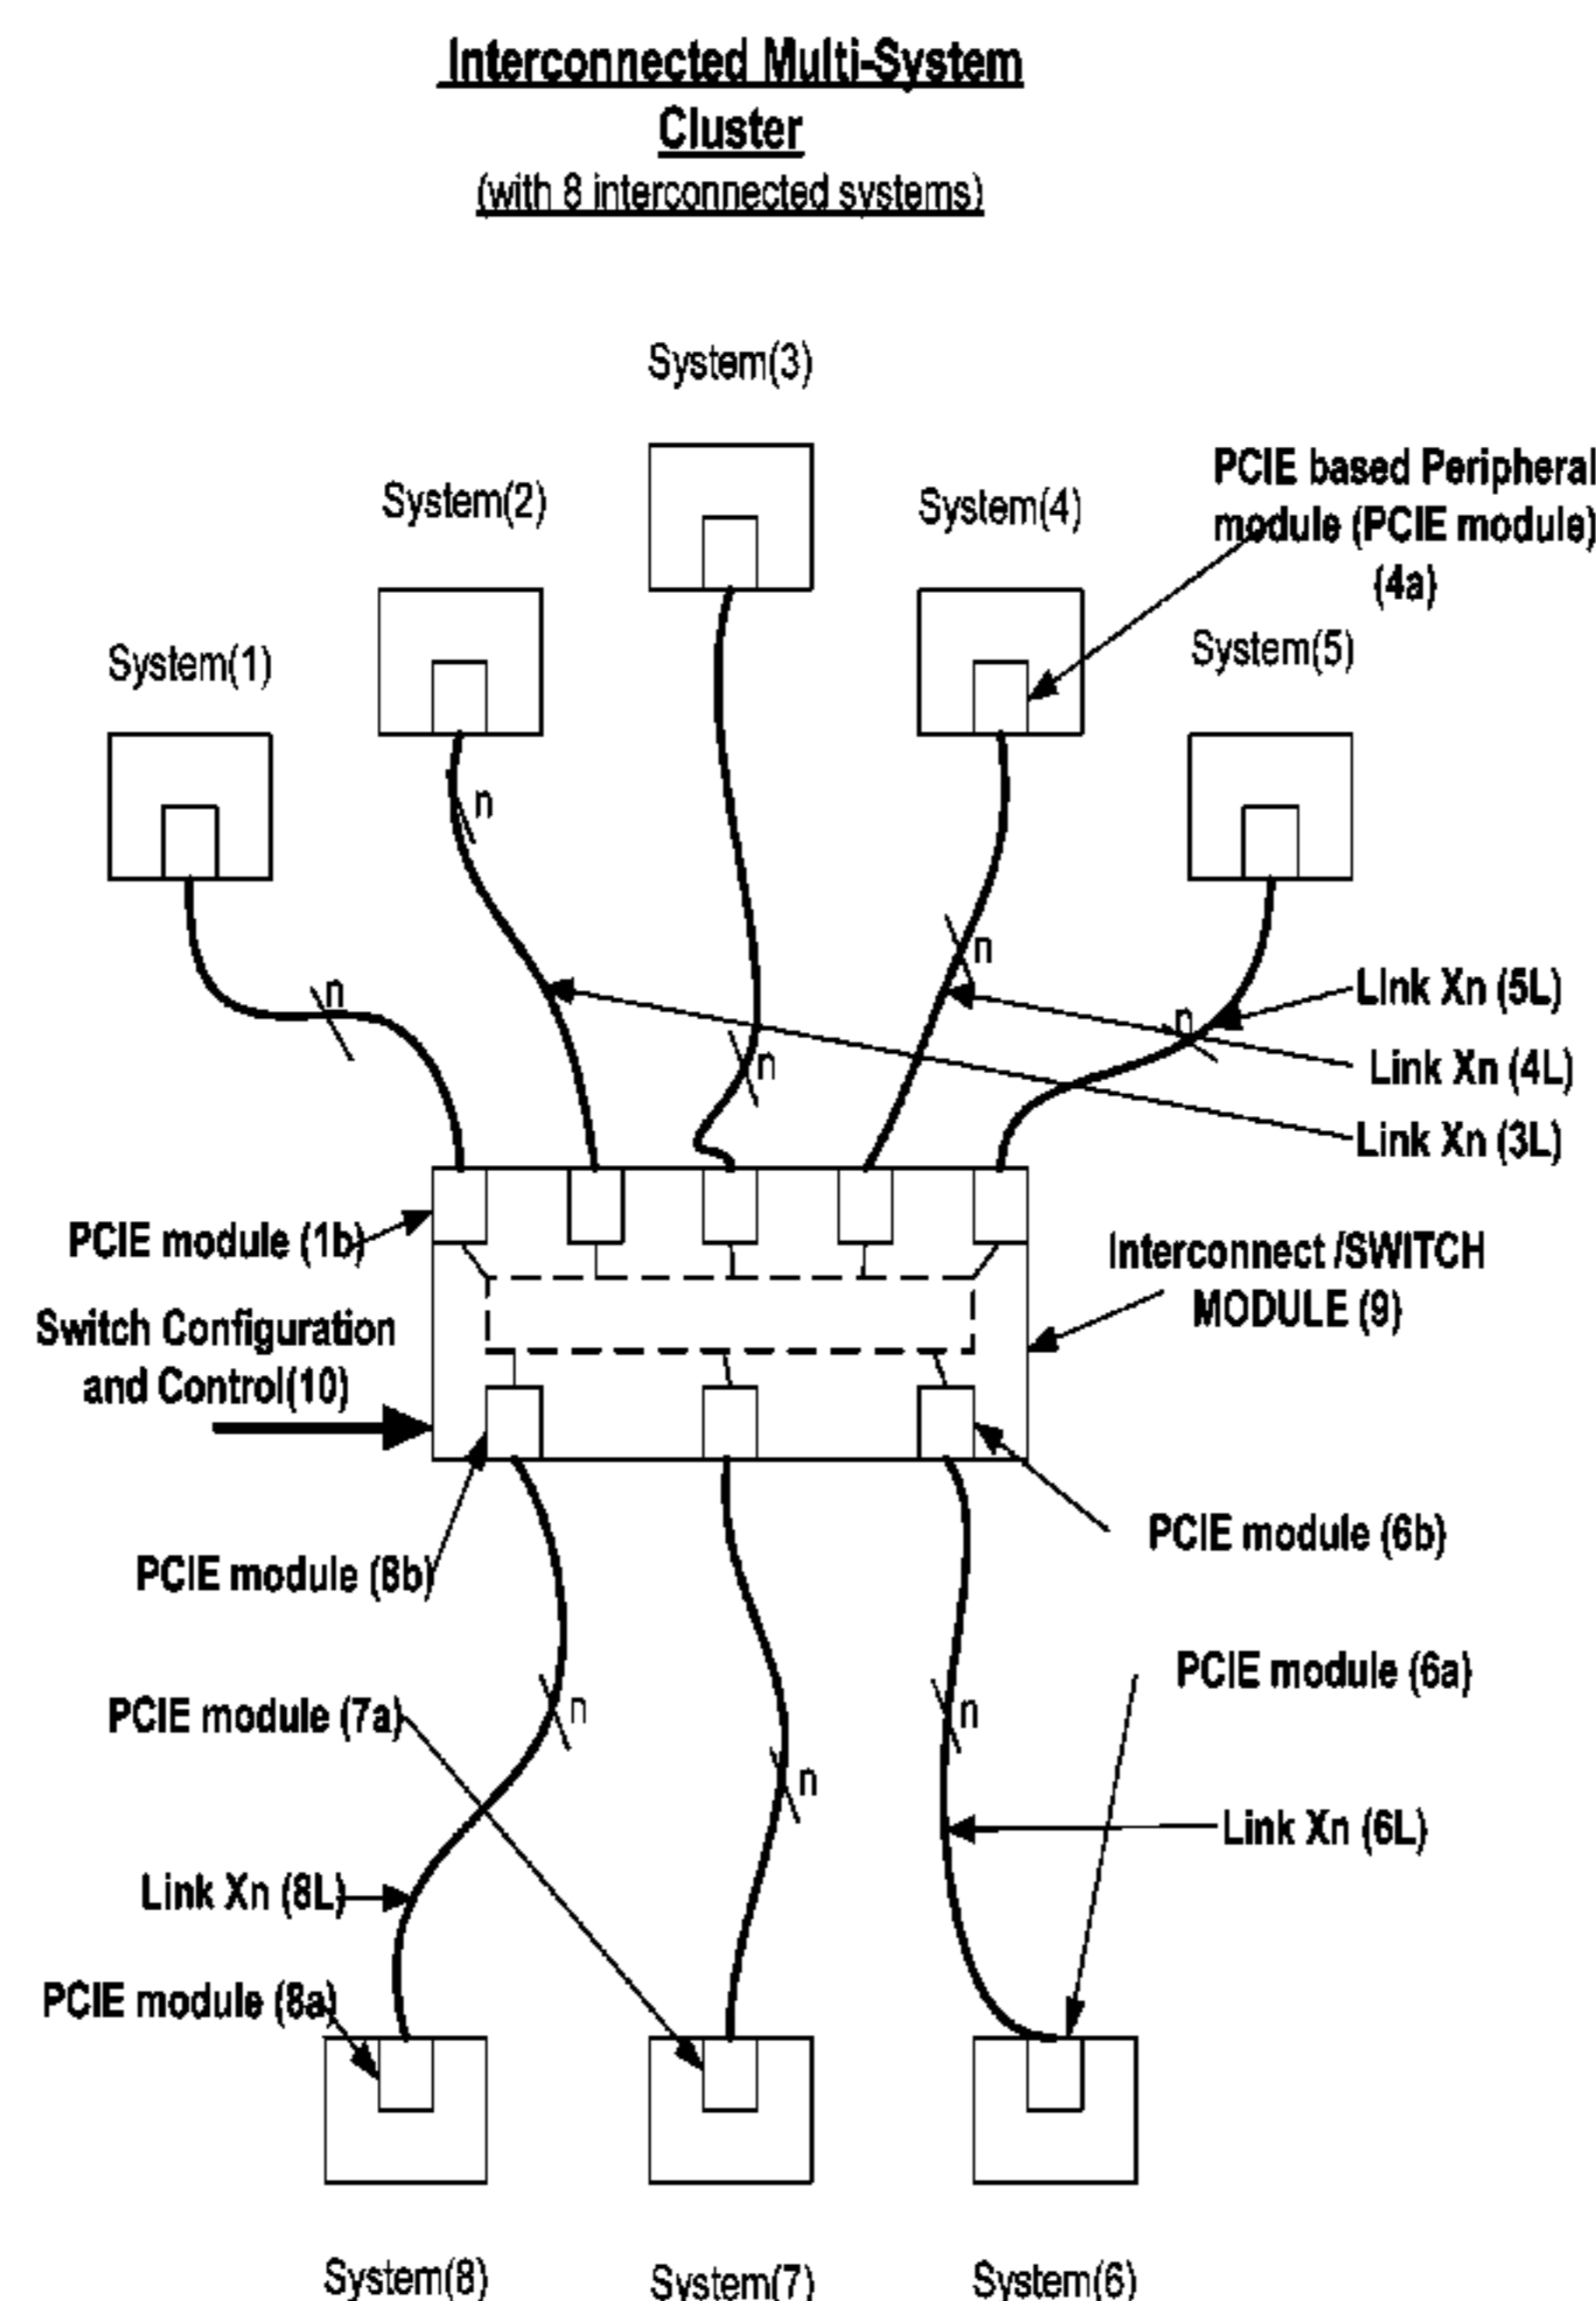 Interconnected Multi-System
Cluster
(with 8 interconnected systems)
System(3)
System(2)
System(4)
PCIE based Peripheral
module (PCIE module)
(4a)
System(1)
System(5)
n
n
n
n
n
Link Xn (5L)
Link Xn (4L)
Link Xn (3L)
PCIE module (1b)
Interconnect /SWITCH
MODULE (9)
Switch Configuration
and Control(10)
PCIE module (6b)
PCIE module (8b)
PCIE module (6a)
PCIE module (7a)
n
n
n
Link Xn (6L)
Link Xn (8L)
PCIE module (8a)
System(8)
System(7)
System(6)